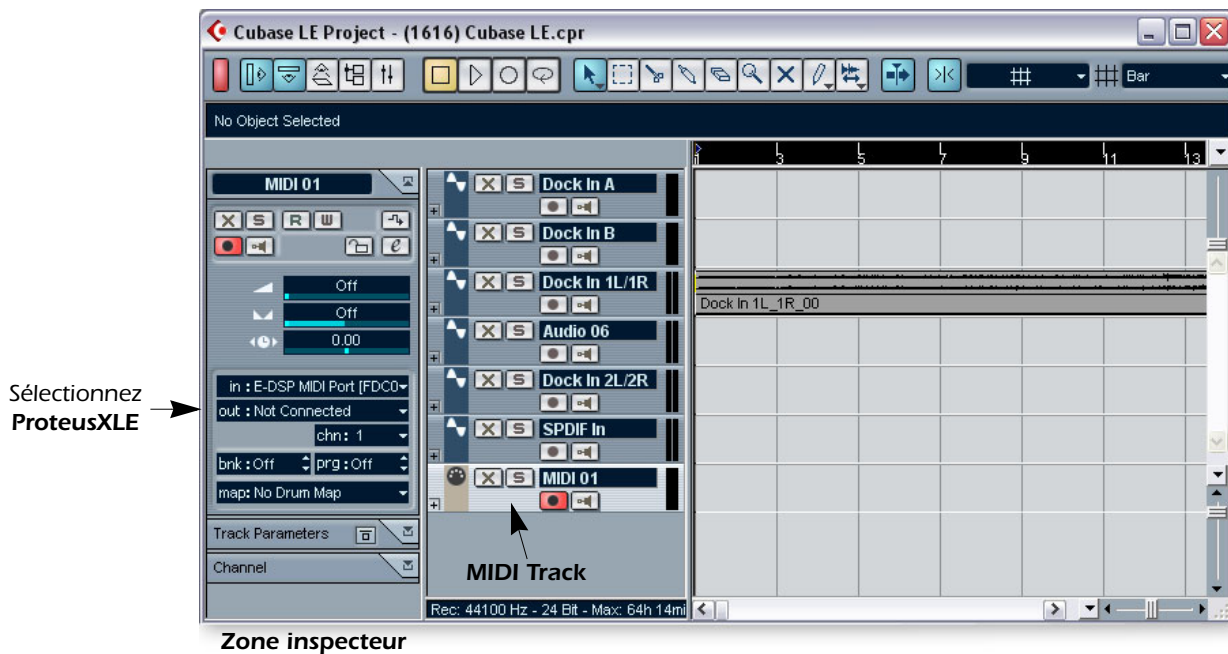 Cubase LE Project - (1616) Cubase LE.cpr
Bar
No Object Selected
1 3 5 7 9 11 13
MIDI 01
X S R W
e
Off
Off
0.00
Sélectionnez
ProteusXLE
in : E-DSP MIDI Port [FDC0
out : Not Connected
chn: 1
bnk: Off prg: Off
map: No Drum Map
Track Parameters
Channel
X S Dock In A
X S Dock In B
X S Dock In 1L/1R
X S Audio 06
X S Dock In 2L/2R
X S SPDIF In
X S MIDI 01
Dock In 1L_1R_00
MIDI Track
Rec: 44100 Hz - 24 Bit - Max: 64h 14mi
Zone inspecteur